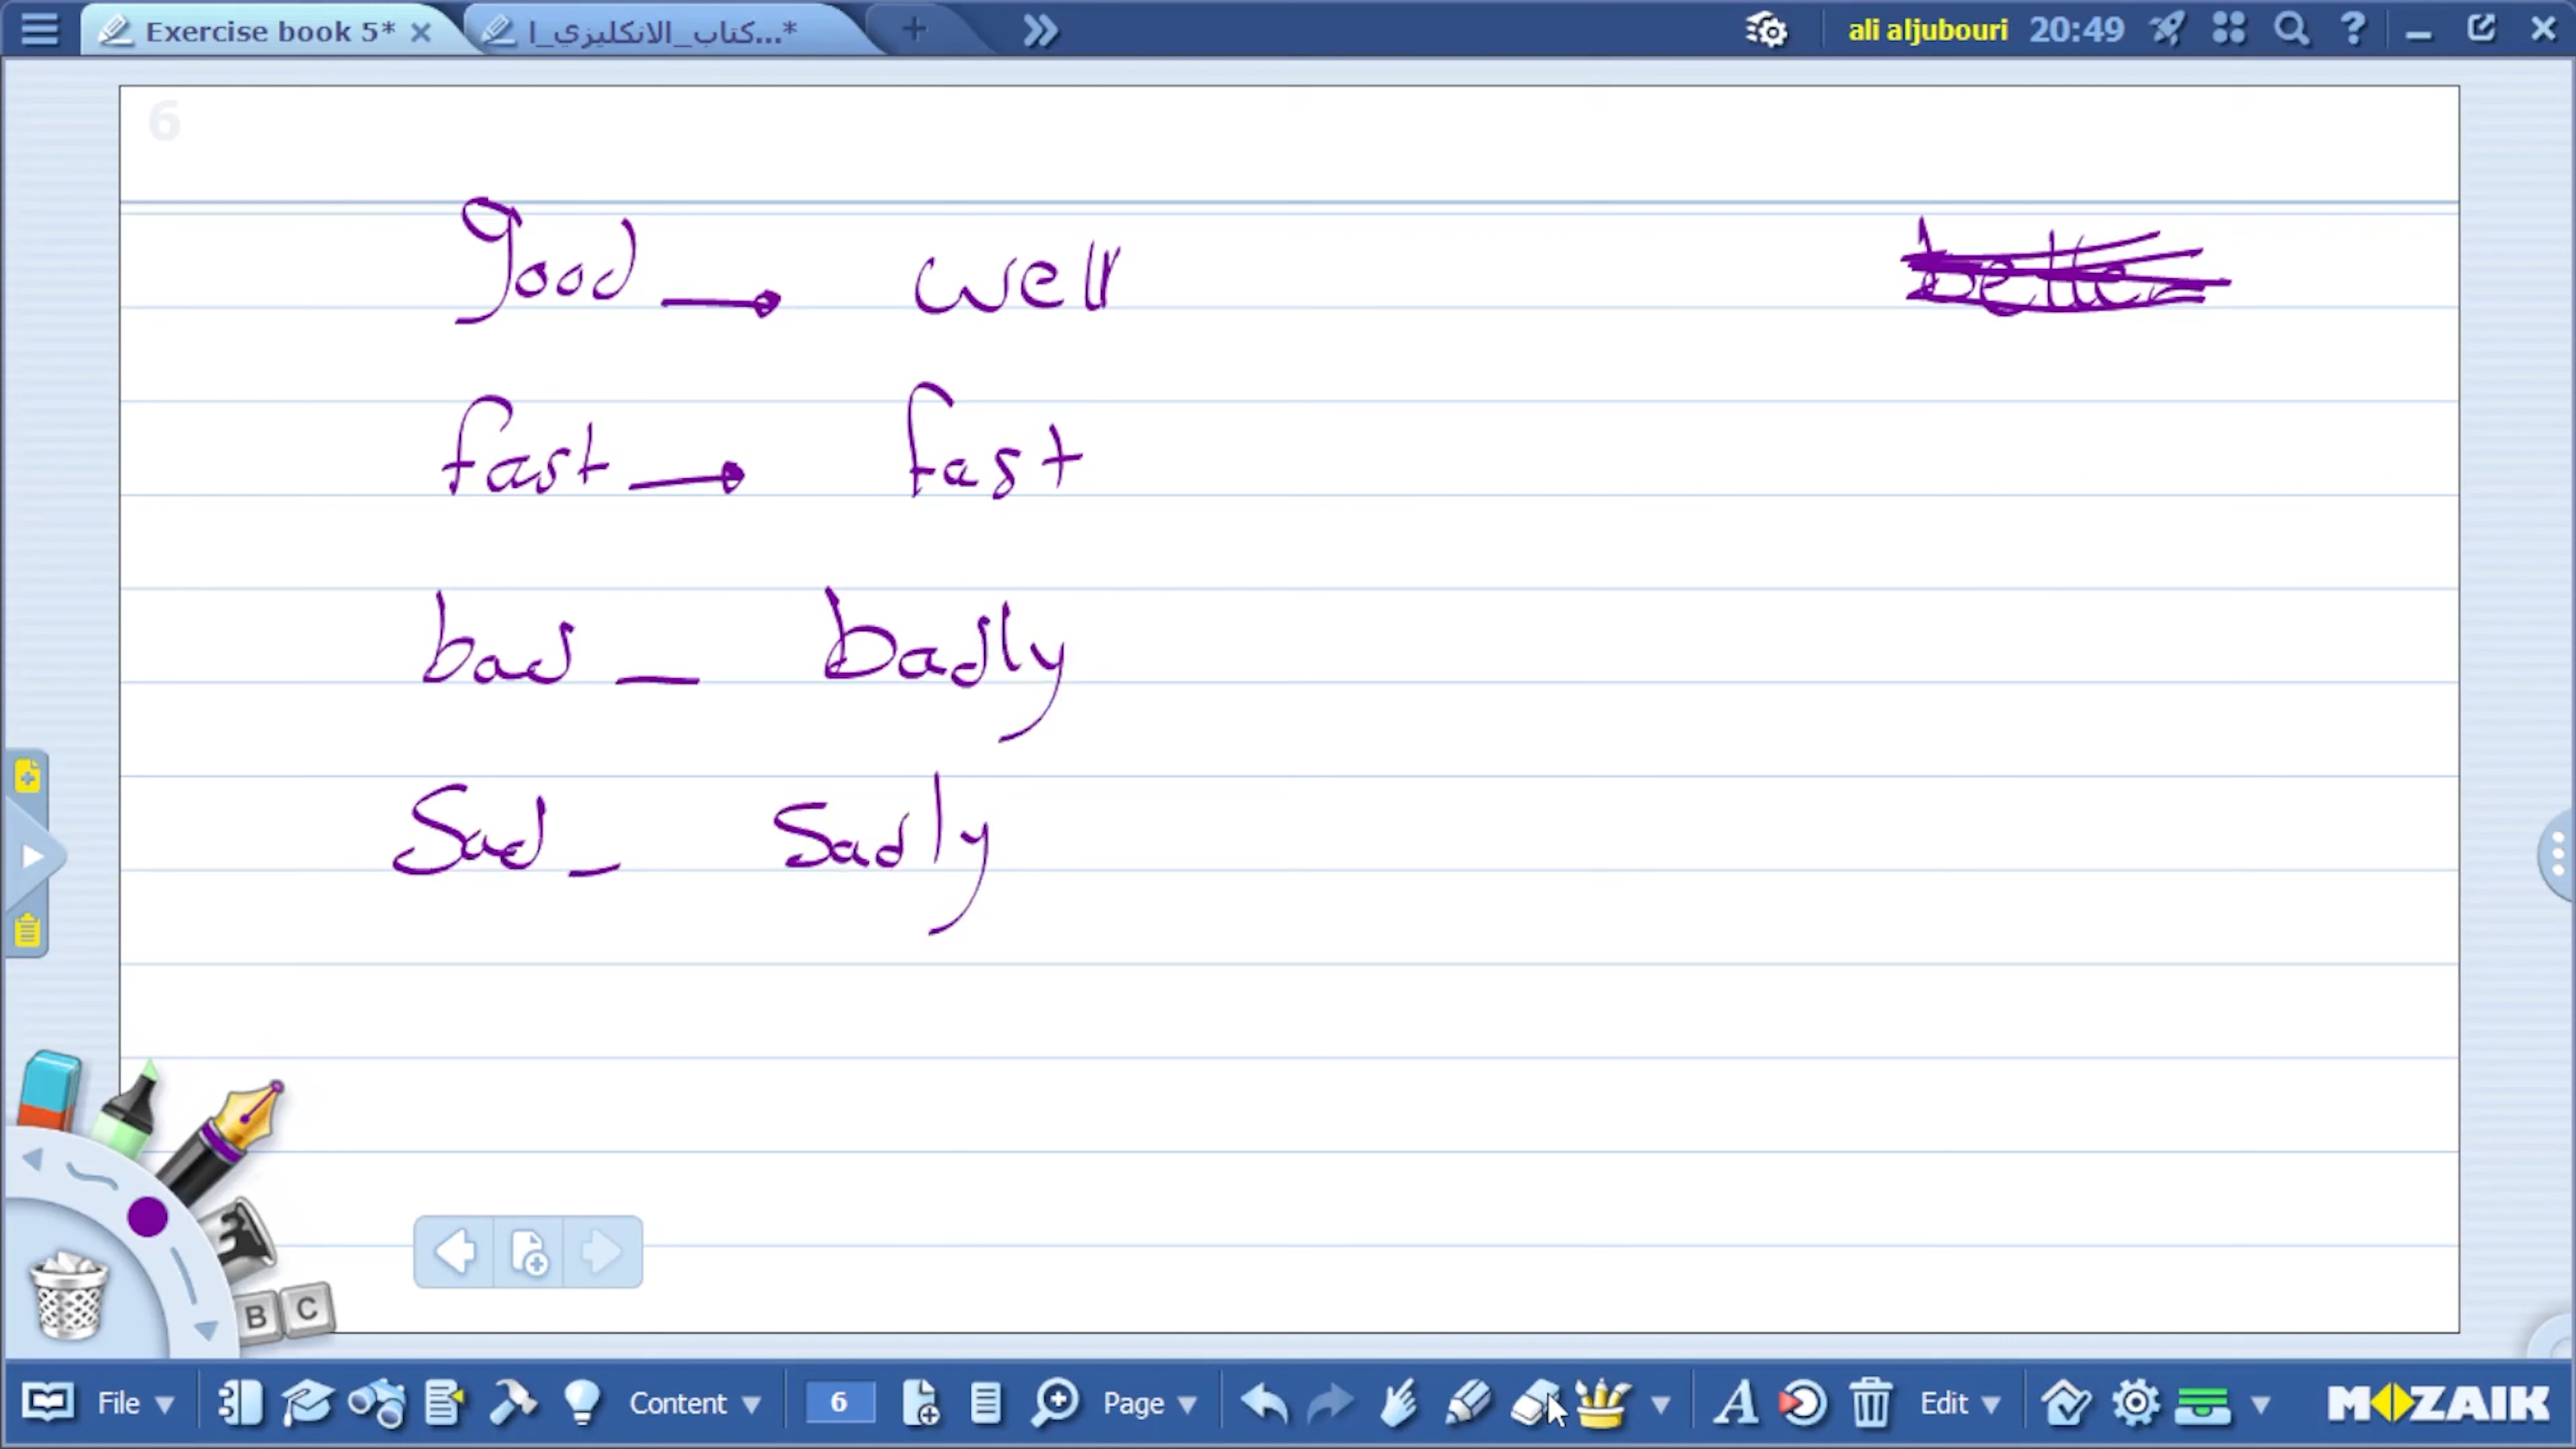 Exercise book 5*
كتاب_الانكليزي_ا...*
ali aljubouri 20:49
6
good → well
fast → fast
bad _ badly
Sad _ Sadly
B C
File Content 6 Page A Edit MOZAIK